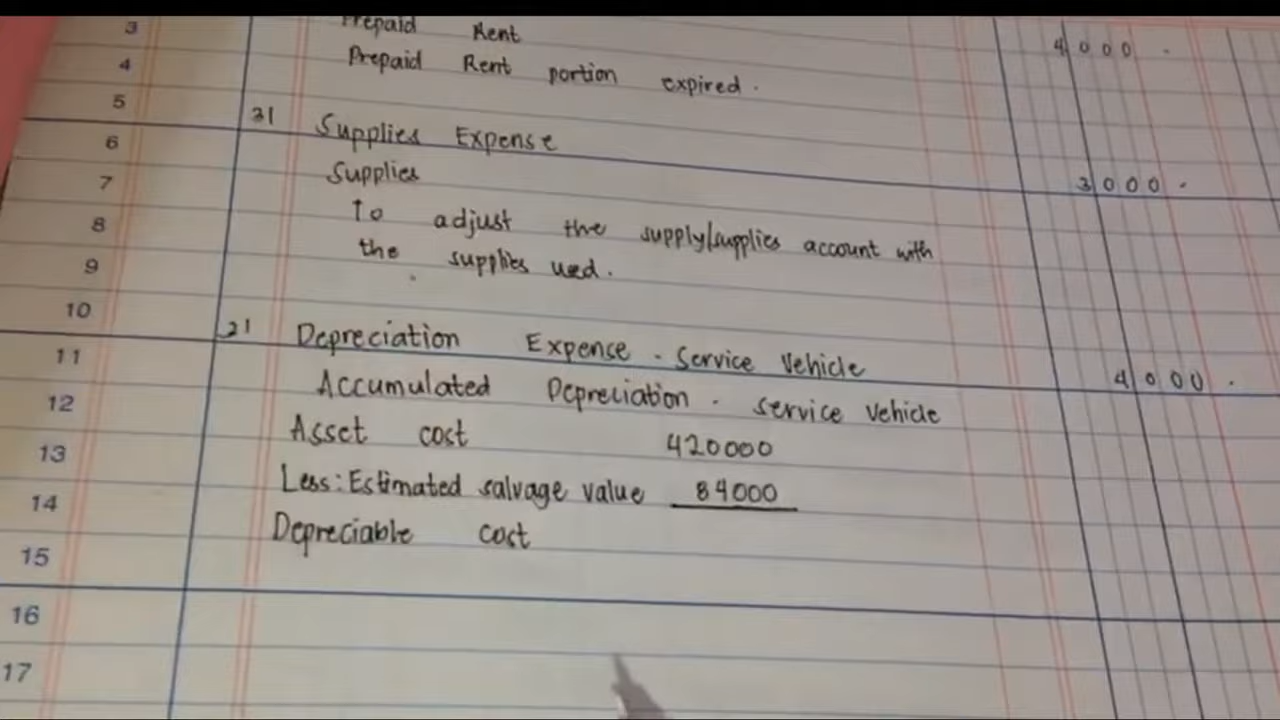 3 Prepaid Rent 4000.
4 Prepaid Rent portion expired.
5
6 31 Supplies Expense 3000.
7 Supplies
8 To adjust the supply/supplies account with
9 the supplies used.
10
11 31 Depreciation Expense - Service Vehicle 4000.
12 Accumulated Depreciation - service vehicle
13 Asset cost 420000
14 Less: Estimated salvage value 84000
15 Depreciable cost
16
17